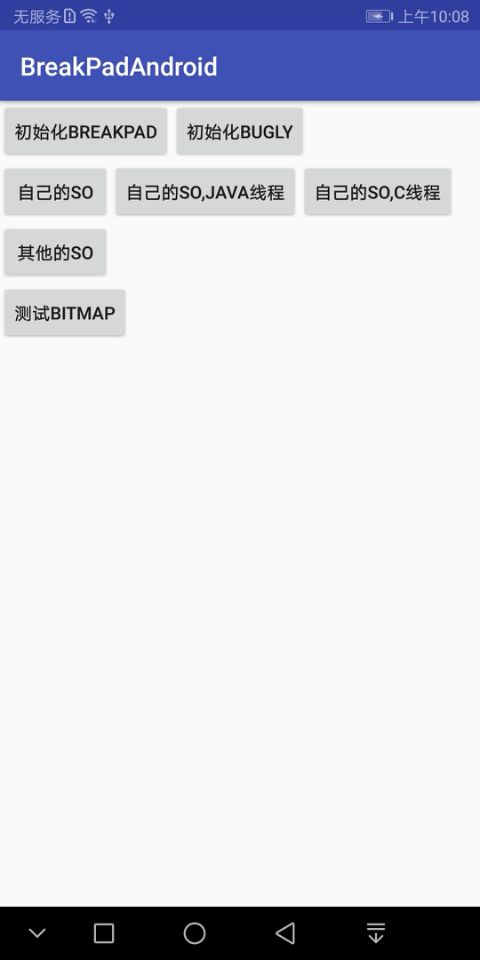 无服务 上午10:08
BreakPadAndroid
初始化BREAKPAD 初始化BUGLY
自己的SO 自己的SO,JAVA线程 自己的SO,C线程
其他的SO
测试BITMAP